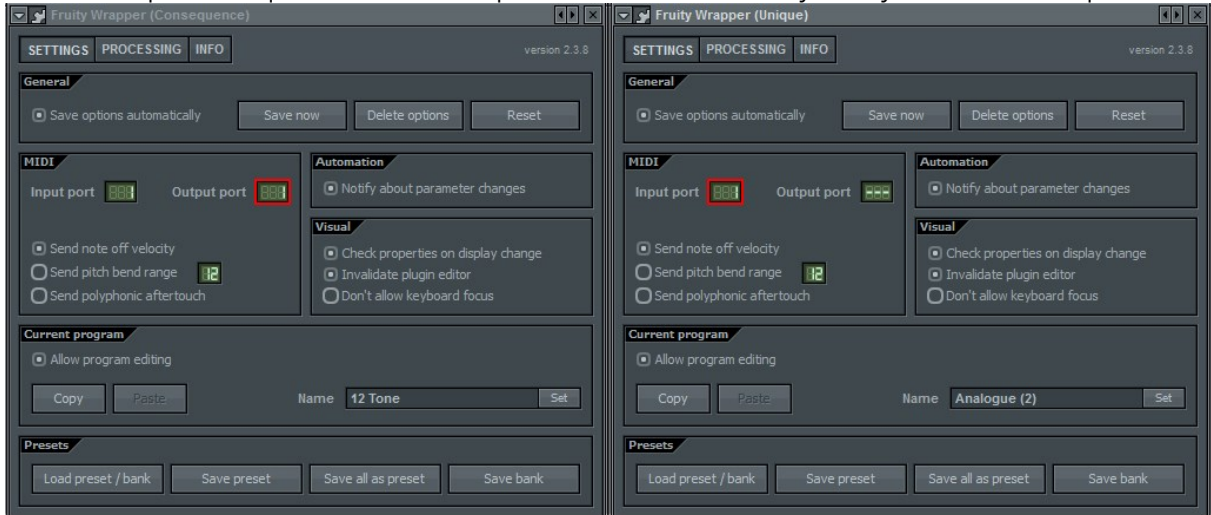 Fruity Wrapper (Consequence)
SETTINGS PROCESSING INFO
version 2.3.8
General
Save options automatically
Save now
Delete options
Reset
MIDI
Input port 1 Output port 1
Send note off velocity
Send pitch bend range 12
Send polyphonic aftertouch
Automation
Notify about parameter changes
Visual
Check properties on display change
Invalidate plugin editor
Don't allow keyboard focus
Current program
Allow program editing
Copy
Paste
Name 12 Tone Set
Presets
Load preset / bank
Save preset
Save all as preset
Save bank
Fruity Wrapper (Unique)
SETTINGS PROCESSING INFO
version 2.3.8
General
Save options automatically
Save now
Delete options
Reset
MIDI
Input port 1 Output port ---
Send note off velocity
Send pitch bend range 12
Send polyphonic aftertouch
Automation
Notify about parameter changes
Visual
Check properties on display change
Invalidate plugin editor
Don't allow keyboard focus
Current program
Allow program editing
Copy
Paste
Name Analogue (2) Set
Presets
Load preset / bank
Save preset
Save all as preset
Save bank